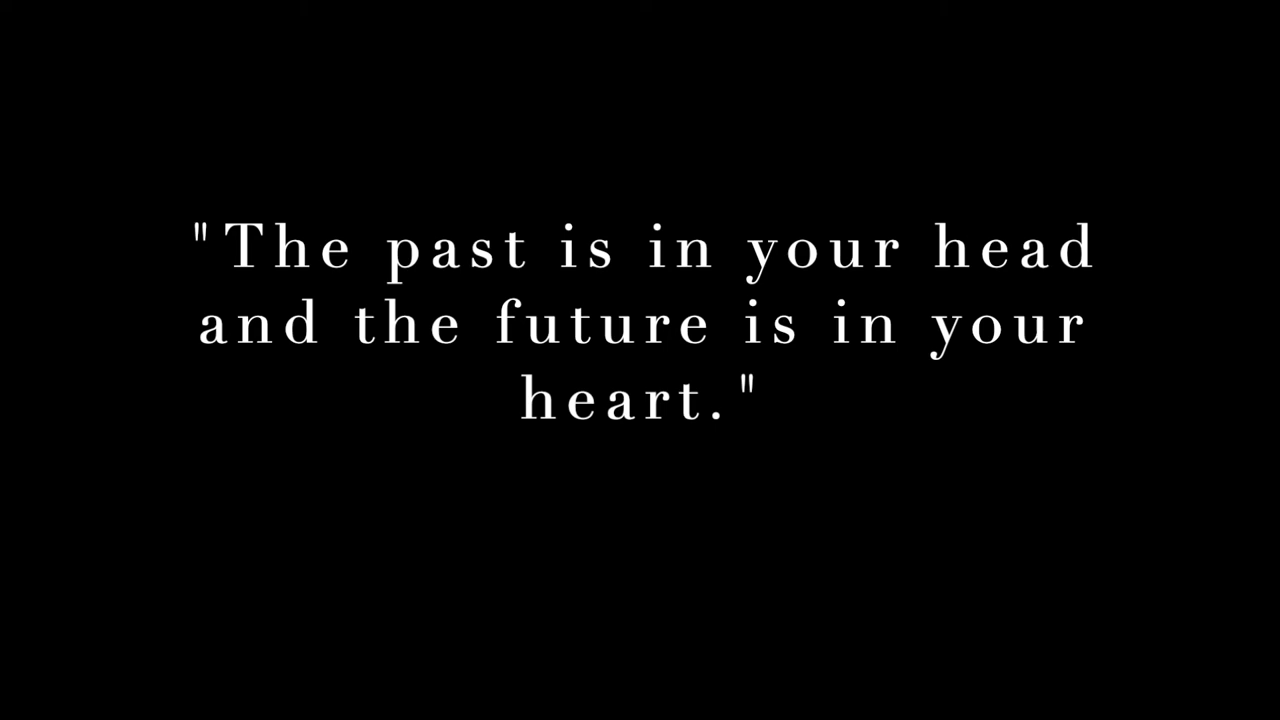 "The past is in your head
and the future is in your
heart."